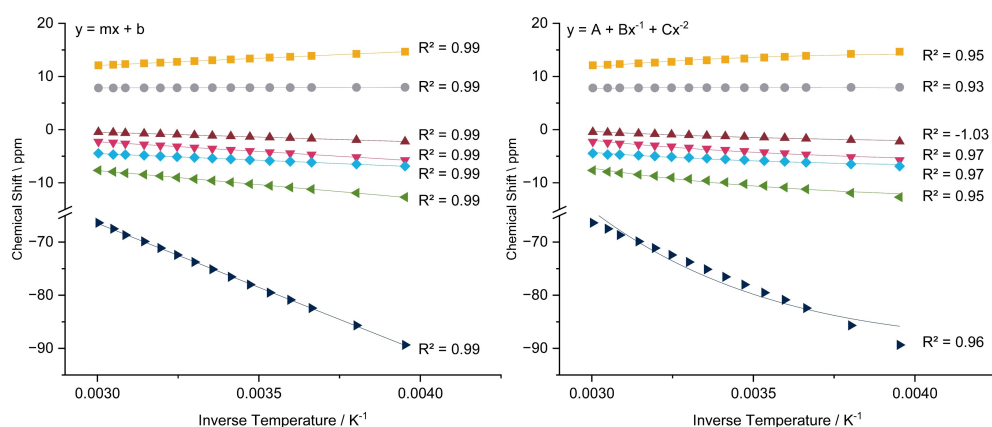 y = mx + b
20
10
0
−10
−70
−80
−90
Chemical Shift \ ppm
R² = 0.99
R² = 0.99
R² = 0.99
R² = 0.99
R² = 0.99
R² = 0.99
R² = 0.99
0.0030
0.0035
0.0040
Inverse Temperature / K⁻¹
y = A + Bx⁻¹ + Cx⁻²
20
10
0
−10
−70
−80
−90
Chemical Shift \ ppm
R² = 0.95
R² = 0.93
R² = -1.03
R² = 0.97
R² = 0.97
R² = 0.95
R² = 0.96
0.0030
0.0035
0.0040
Inverse Temperature / K⁻¹